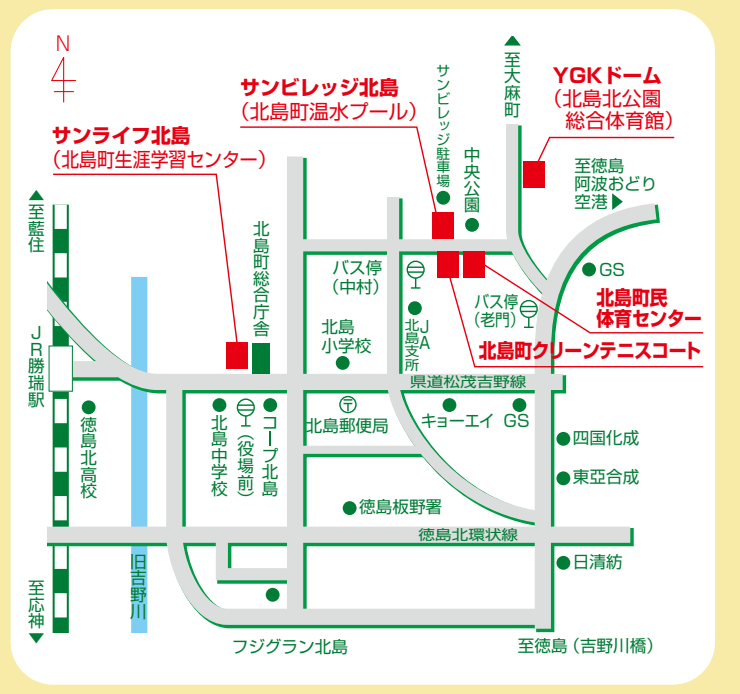 N
サンライフ北島
（北島町生涯学習センター）
サンビレッジ北島
（北島町温水プール）
サンビレッジ駐車場
中央公園
至大麻町
YGKドーム
（北島北公園
総合体育館）
至徳島
阿波おどり
空港
GS
至藍住
JR勝瑞駅
北島町総合庁舎
バス停
（中村）
北島
小学校
JA
北島支所
バス停
（老門）
北島町民
体育センター
北島町クリーンテニスコート
県道松茂吉野線
徳島北高校
北島中学校
（役場前）
コープ北島
〒
北島郵便局
キョーエイ
GS
四国化成
東亞合成
徳島板野署
徳島北環状線
日清紡
旧吉野川
至応神
フジグラン北島
至徳島（吉野川橋）